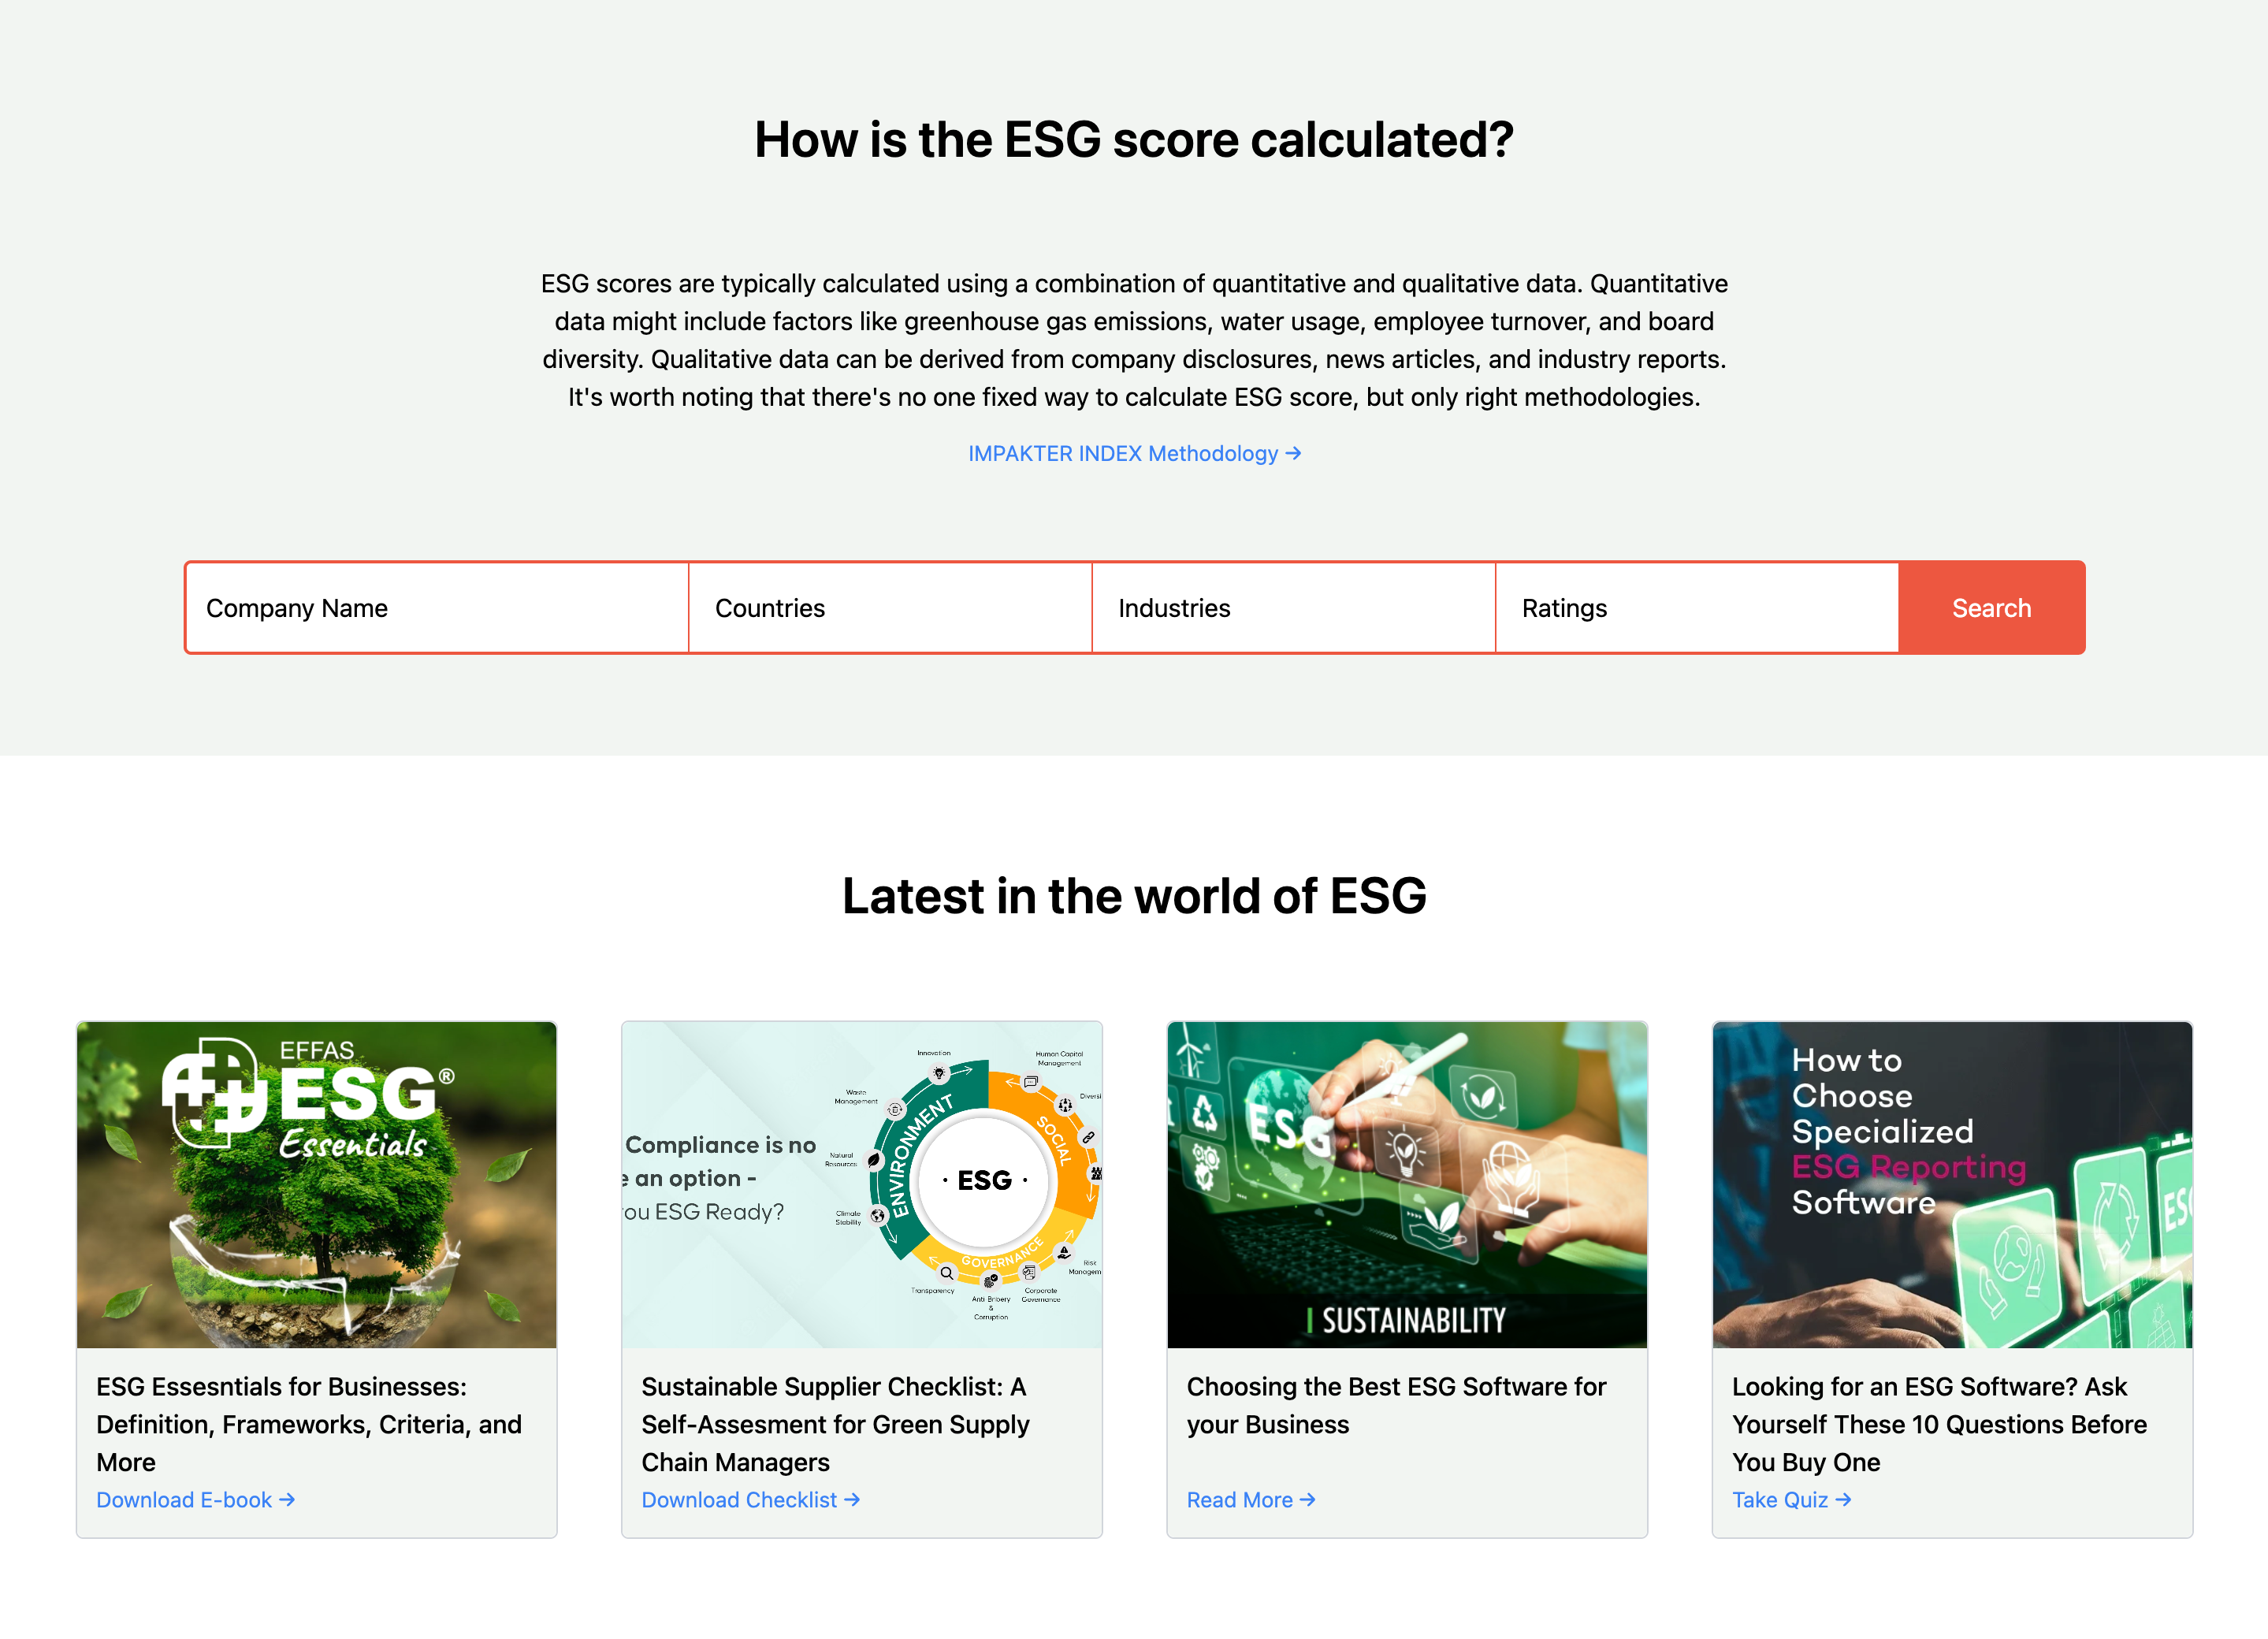 How is the ESG score calculated?
ESG scores are typically calculated using a combination of quantitative and qualitative data. Quantitative
data might include factors like greenhouse gas emissions, water usage, employee turnover, and board
diversity. Qualitative data can be derived from company disclosures, news articles, and industry reports.
It's worth noting that there's no one fixed way to calculate ESG score, but only right methodologies.
IMPAKTER INDEX Methodology →
Company Name
Countries
Industries
Ratings
Search
Latest in the world of ESG
EFFAS
ESG®
Essentials
ESG Essesntials for Businesses:
Definition, Frameworks, Criteria, and
More
Download E-book →
Compliance is no
e an option -
ou ESG Ready?
· ESG ·
ENVIRONMENT
SOCIAL
GOVERNANCE
Innovation
Waste
Management
Natural
Resources
Climate
Stability
Human Capital
Management
Diversi
Risk
Managem
Corporate
Governance
Anti Bribery
&
Corruption
Transparency
Sustainable Supplier Checklist: A
Self-Assesment for Green Supply
Chain Managers
Download Checklist →
ESG
SUSTAINABILITY
Choosing the Best ESG Software for
your Business
Read More →
How to
Choose
Specialized
ESG Reporting
Software
ESG
Looking for an ESG Software? Ask
Yourself These 10 Questions Before
You Buy One
Take Quiz →